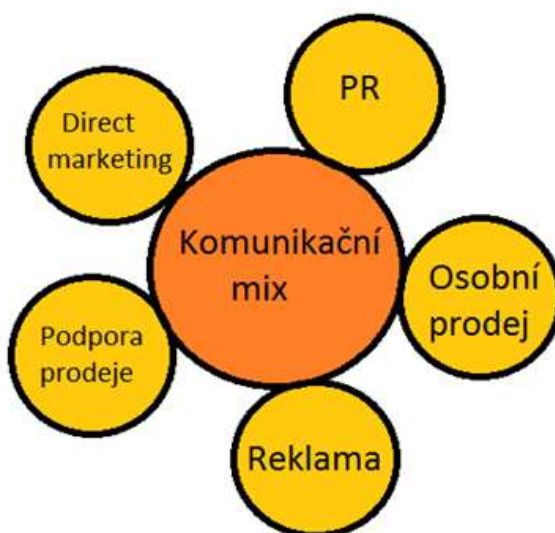 PR
Direct
marketing
Komunikační
mix
Osobní
prodej
Podpora
prodeje
Reklama